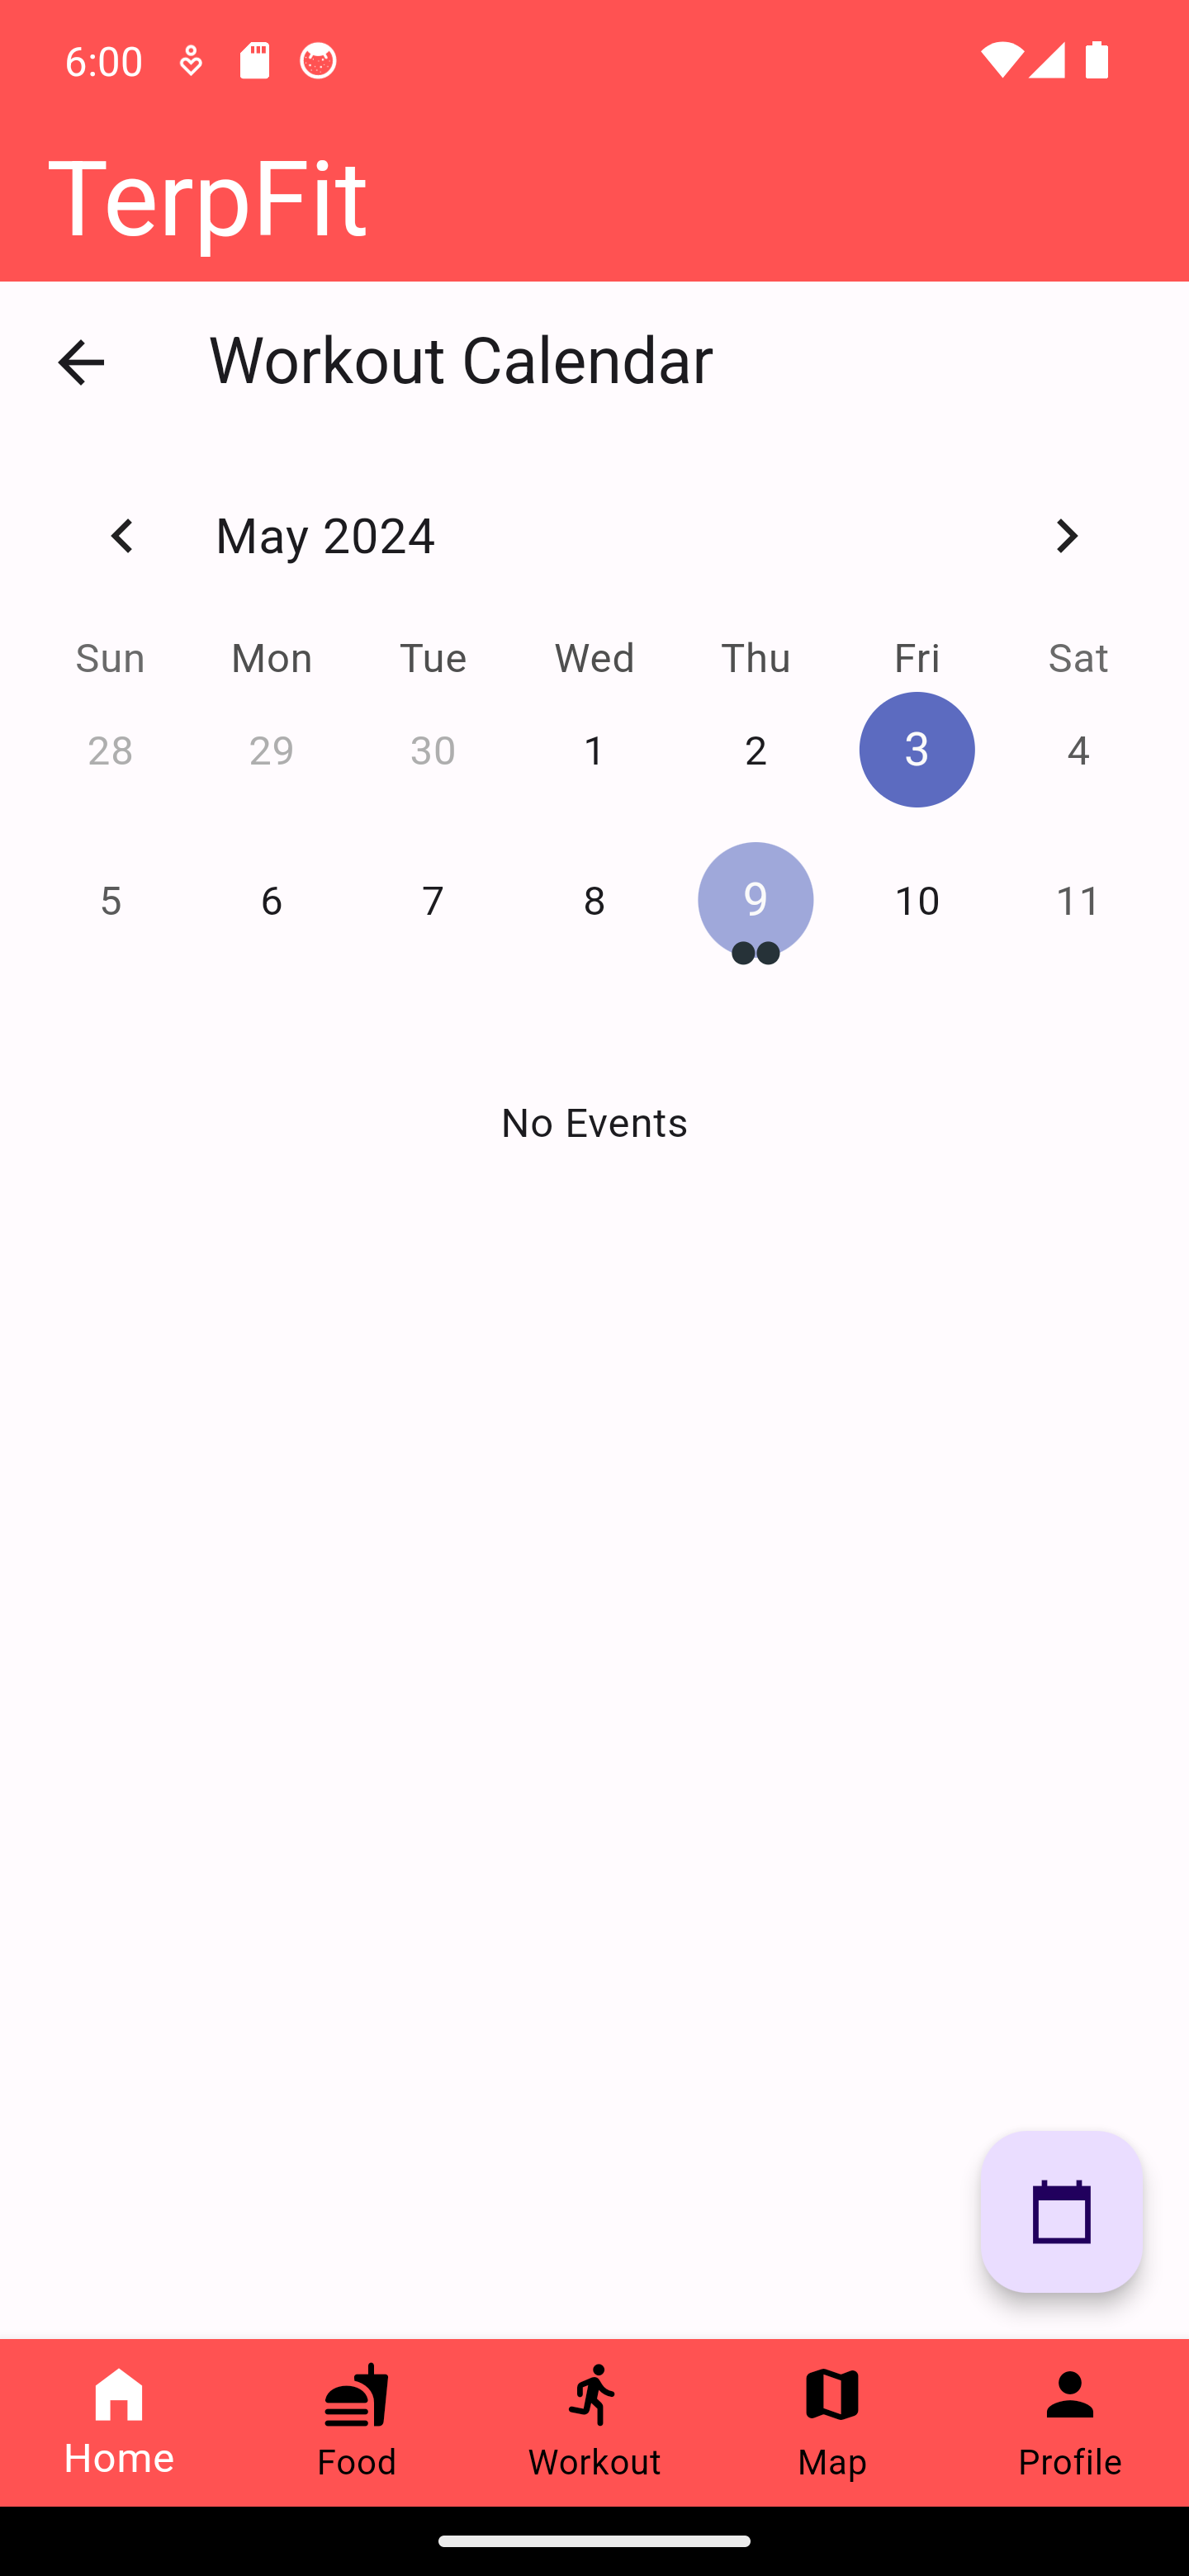 6:00
TerpFit
Workout Calendar
May 2024
Sun Mon Tue Wed Thu Fri Sat
28 29 30 1 2 3 4
5 6 7 8 9 10 11
No Events
Home Food Workout Map Profile